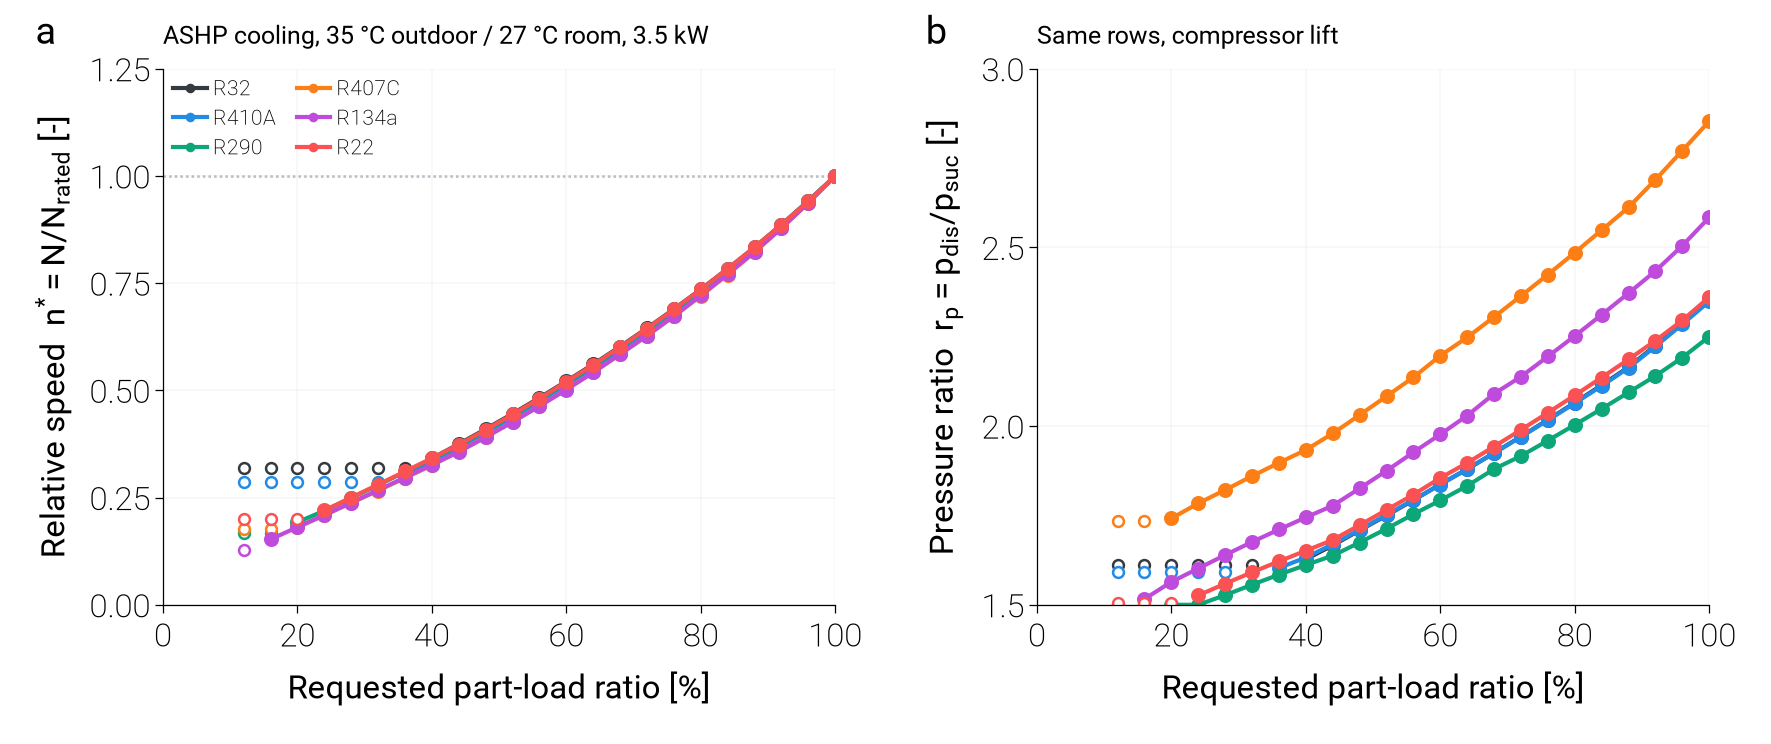 a
ASHP cooling, 35 °C outdoor / 27 °C room, 3.5 kW
1.25
1.00
0.75
0.50
0.25
0.00
Relative speed n* = N/Nrated [-]
R32
R410A
R290
R407C
R134a
R22
0
20
40
60
80
100
Requested part-load ratio [%]
b
Same rows, compressor lift
3.0
2.5
2.0
1.5
Pressure ratio rp = pdis/psuc [-]
0
20
40
60
80
100
Requested part-load ratio [%]